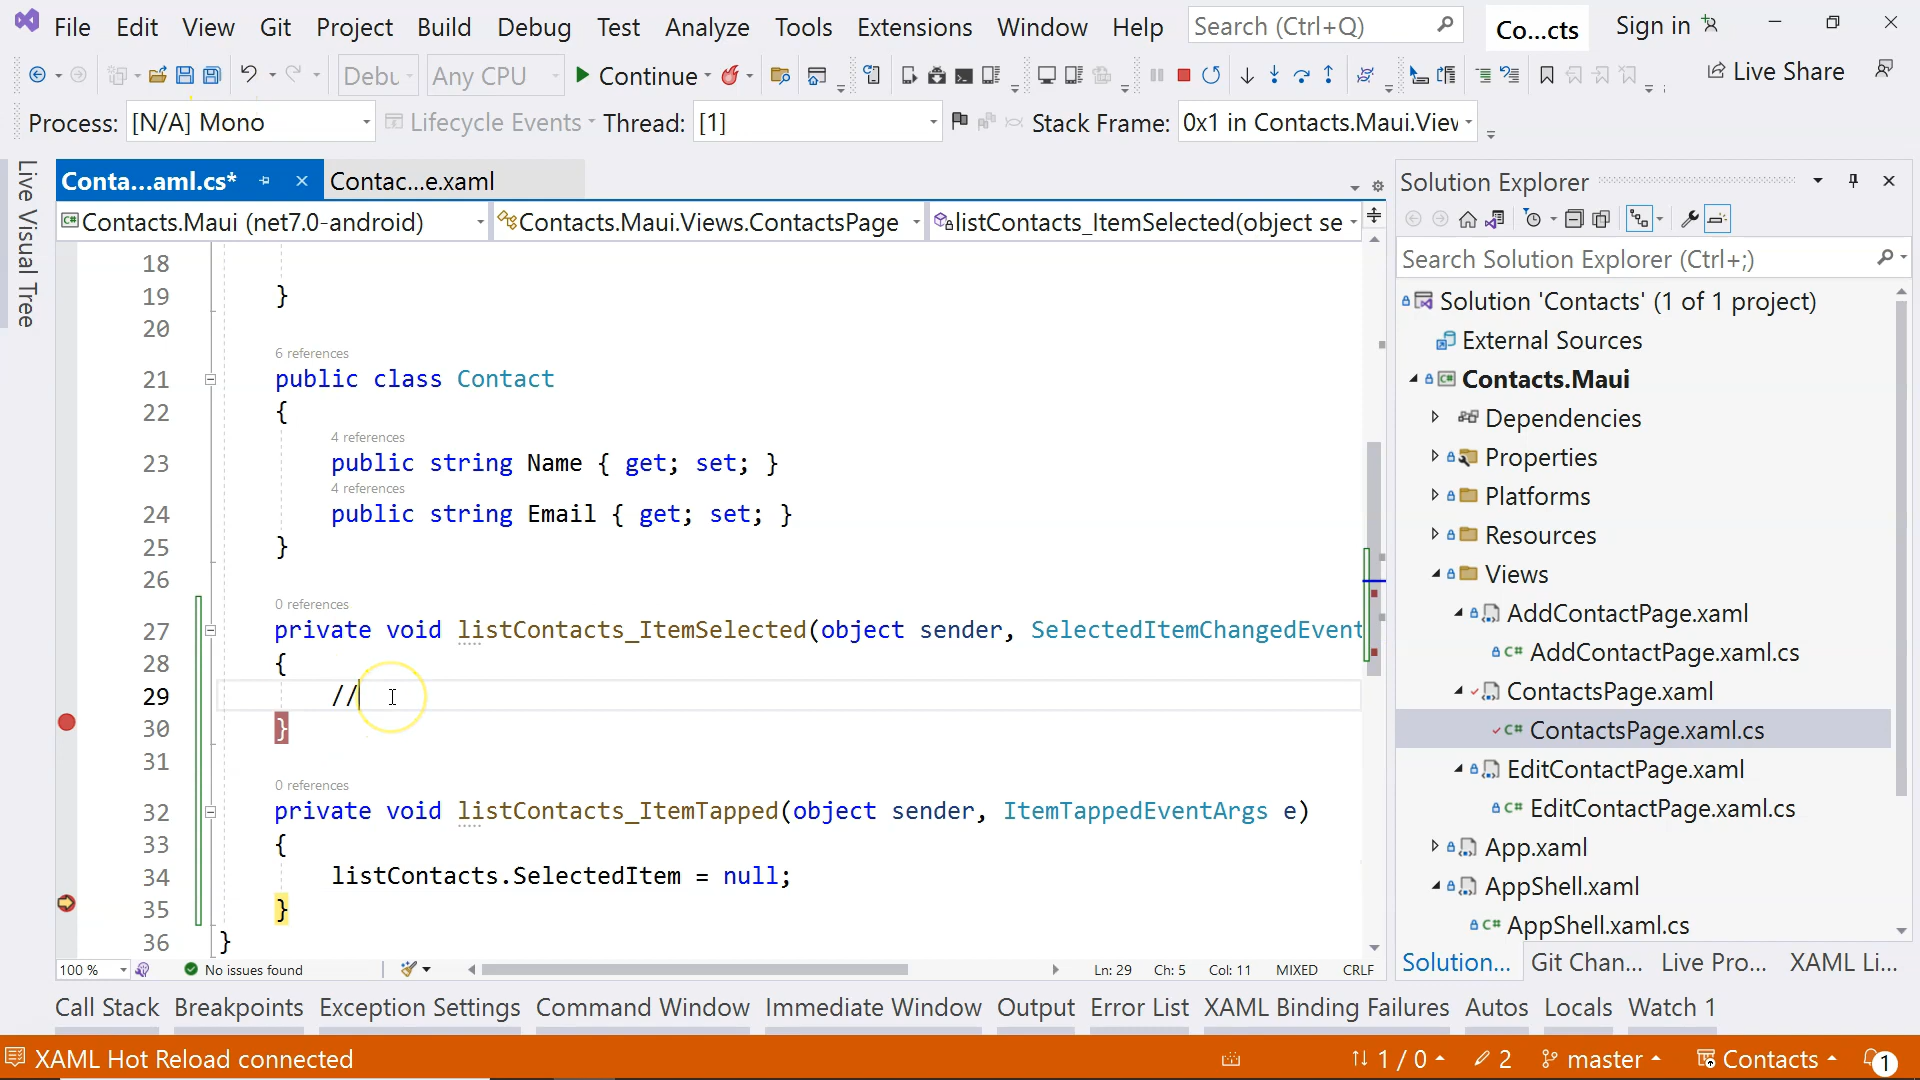 File Edit View Git Project Build Debug Test Analyze Tools Extensions Window Help Search (Ctrl+Q) Co...cts Sign in
Debu Any CPU Continue Live Share
Process: [N/A] Mono Lifecycle Events Thread: [1] Stack Frame: 0x1 in Contacts.Maui.View
Live Visual Tree
Conta...aml.cs* Contac...e.xaml
Contacts.Maui (net7.0-android) Contacts.Maui.Views.ContactsPage listContacts_ItemSelected(object se
18
19 }
20
6 references
21 public class Contact
22 {
4 references
23 public string Name { get; set; }
4 references
24 public string Email { get; set; }
25 }
26
0 references
27 private void listContacts_ItemSelected(object sender, SelectedItemChangedEvent
28 {
29 //
30 }
31
0 references
32 private void listContacts_ItemTapped(object sender, ItemTappedEventArgs e)
33 {
34 listContacts.SelectedItem = null;
35 }
36 }
100 % No issues found Ln: 29 Ch: 5 Col: 11 MIXED CRLF
Solution Explorer
Search Solution Explorer (Ctrl+;)
Solution 'Contacts' (1 of 1 project)
External Sources
Contacts.Maui
Dependencies
Properties
Platforms
Resources
Views
AddContactPage.xaml
C# AddContactPage.xaml.cs
ContactsPage.xaml
C# ContactsPage.xaml.cs
EditContactPage.xaml
C# EditContactPage.xaml.cs
App.xaml
AppShell.xaml
C# AppShell.xaml.cs
Solution... Git Chan... Live Pro... XAML Li...
Call Stack Breakpoints Exception Settings Command Window Immediate Window Output Error List XAML Binding Failures Autos Locals Watch 1
XAML Hot Reload connected 1 / 0 2 master Contacts 1